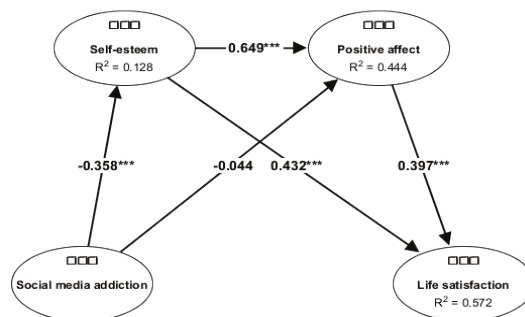 Self-esteem
R² = 0.128
0.649***
Positive affect
R² = 0.444
-0.358***
-0.044
0.432***
0.397***
Social media addiction
Life satisfaction
R² = 0.572